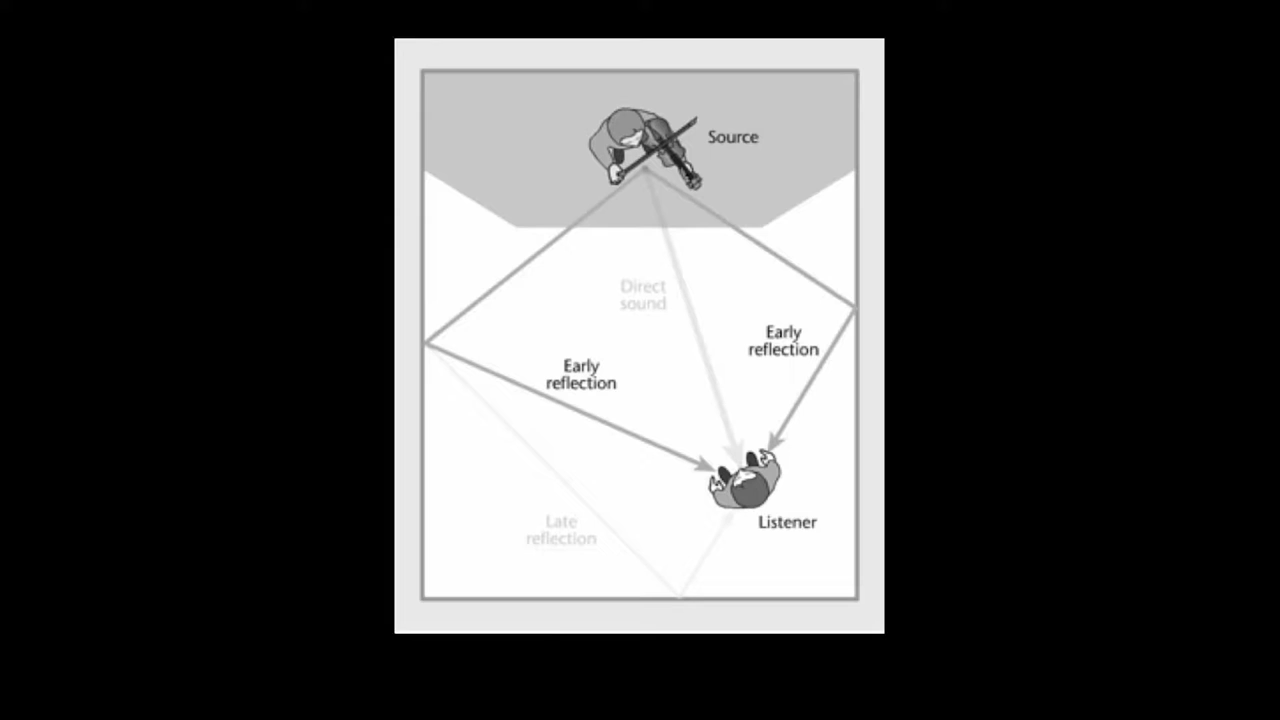 Source
Direct
sound
Early
reflection
Early
reflection
Late
reflection
Listener